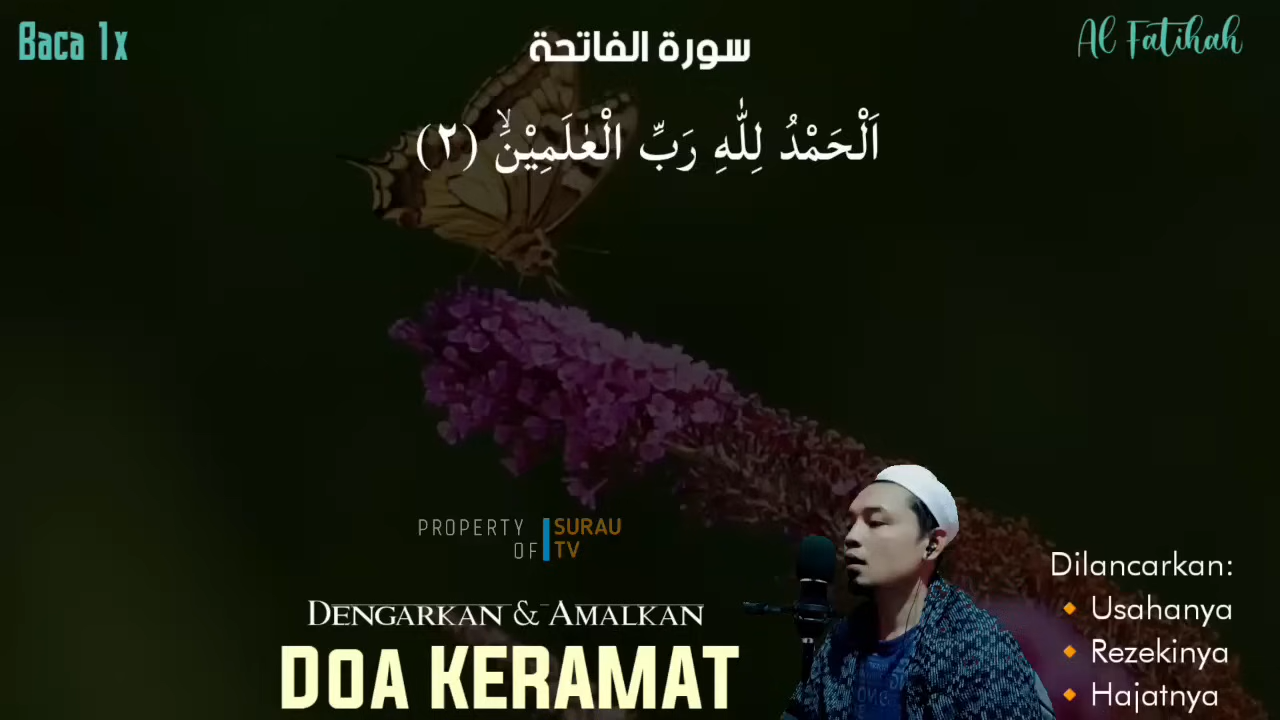 Baca 1x
سورة الفاتحة
Al Fatihah
اَلْحَمْدُ لِلّٰهِ رَبِّ الْعٰلَمِيْنَۙ (٢)
PROPERTY OF
SURAU TV
DENGARKAN & AMALKAN
DOA KERAMAT
Dilancarkan:
🔸 Usahanya
🔸 Rezekinya
🔸 Hajatnya